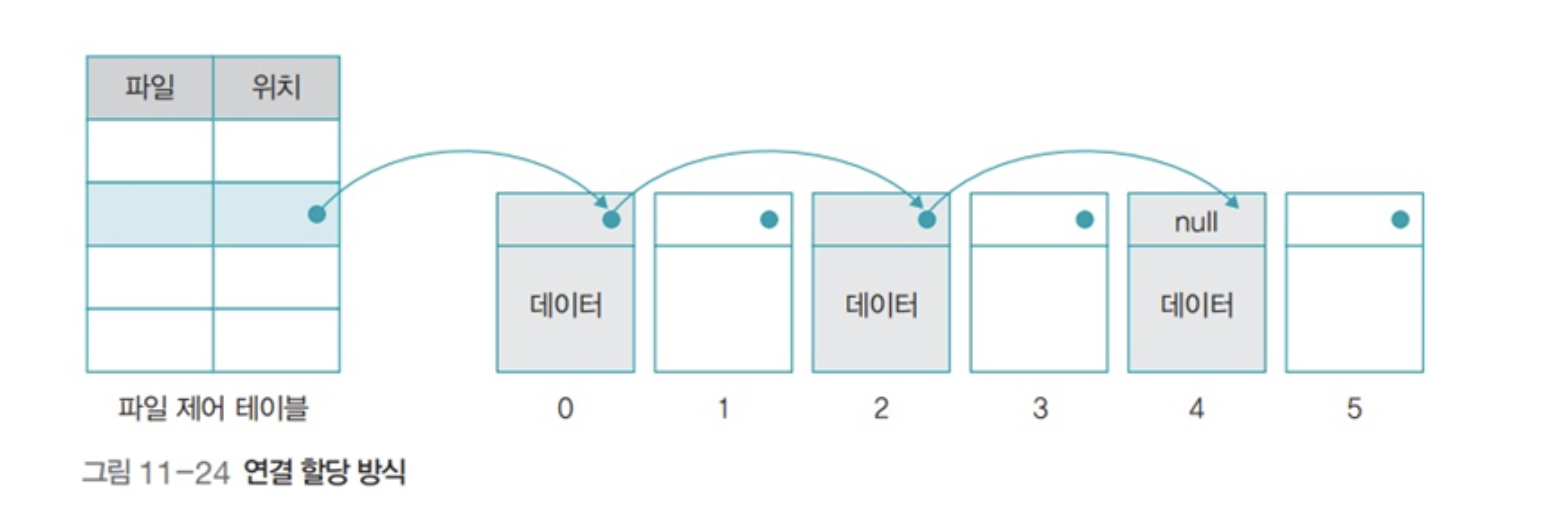 파일 위치
null
데이터 데이터 데이터
파일 제어 테이블 0 1 2 3 4 5
그림 11-24 연결 할당 방식